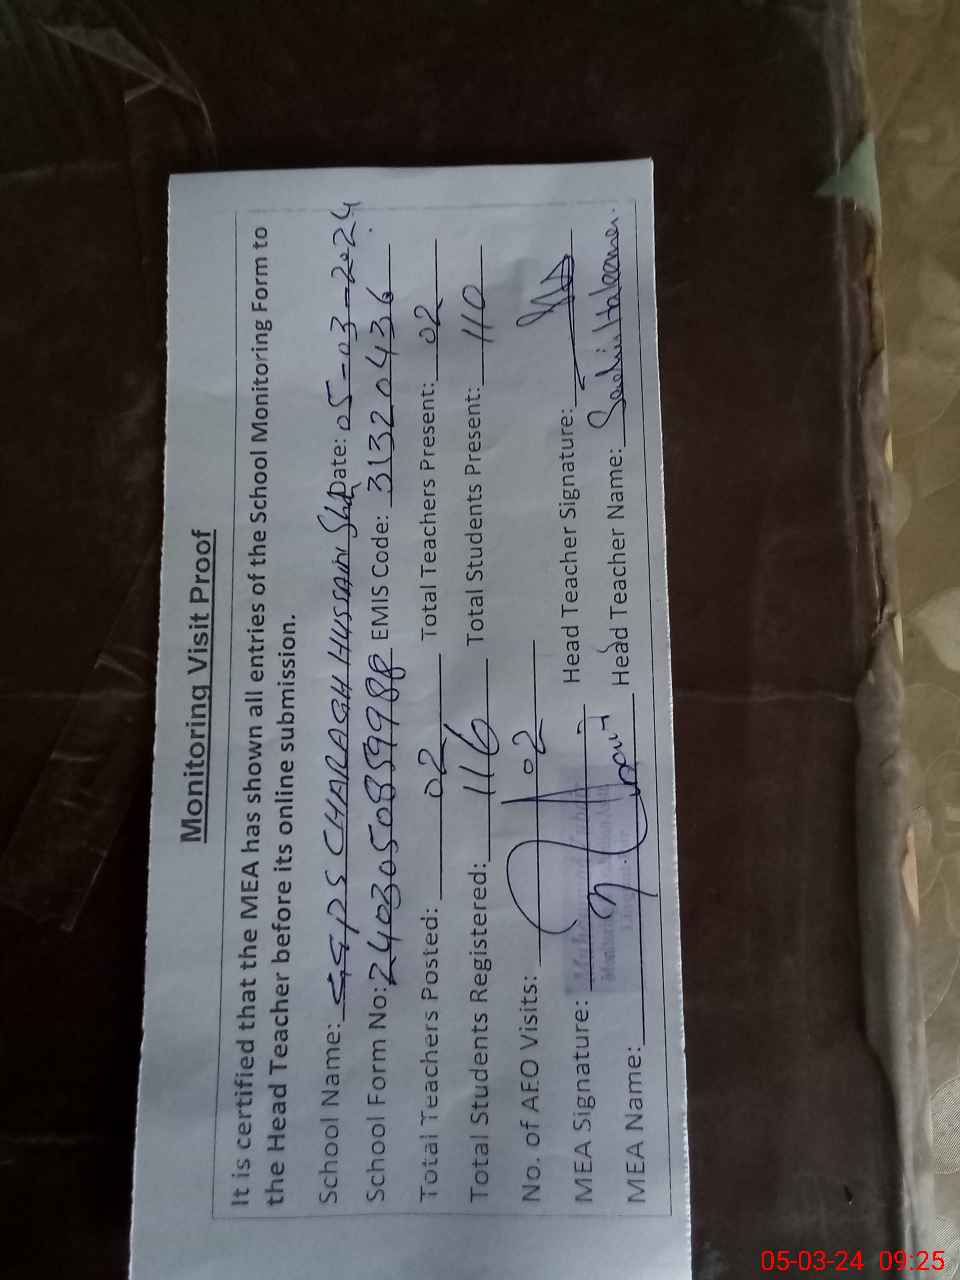 Monitoring Visit Proof
It is certified that the MEA has shown all entries of the School Monitoring Form to
the Head Teacher before its online submission.
School Name: GGPS CHARAGH HUSSAIN Shah Date: 05-03-2024
School Form No: EMIS Code: 31320436
Total Teachers Posted: 02 Total Teachers Present: 02
Total Students Registered: 116 Total Students Present: 110
No. of AEO Visits: 02
MEA Signature: Head Teacher Signature:
MEA Name: Head Teacher Name:
05-03-24 09:25